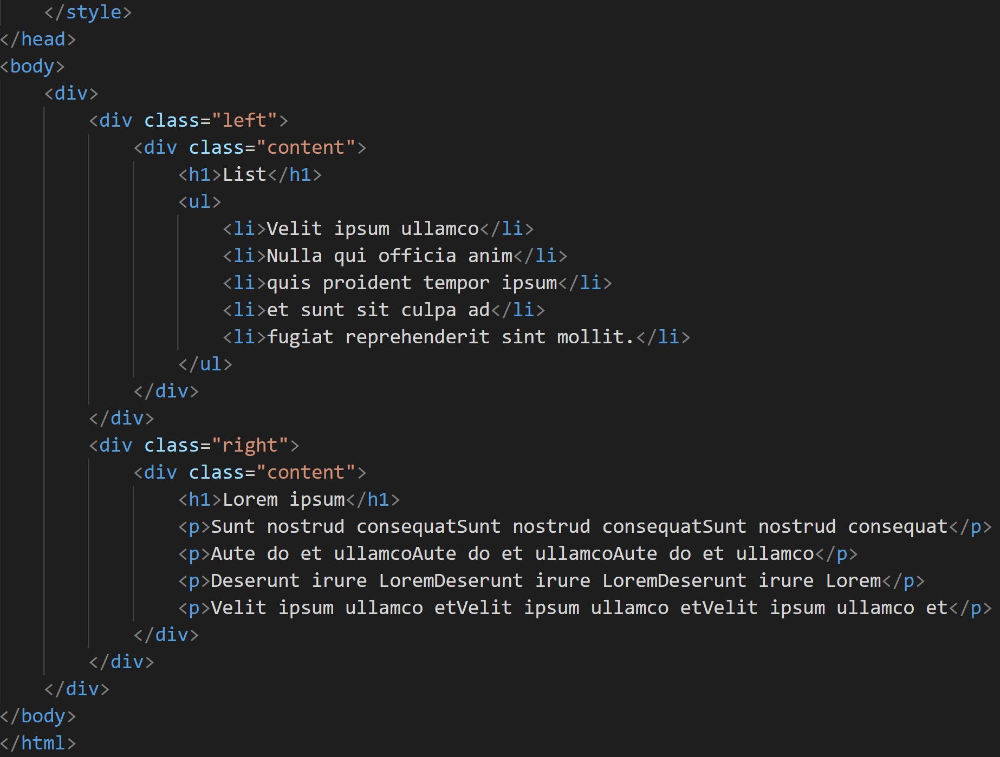 </style>
</head>
<body>
    <div>
        <div class="left">
            <div class="content">
                <h1>List</h1>
                <ul>
                    <li>Velit ipsum ullamco</li>
                    <li>Nulla qui officia anim</li>
                    <li>quis proident tempor ipsum</li>
                    <li>et sunt sit culpa ad</li>
                    <li>fugiat reprehenderit sint mollit.</li>
                </ul>
            </div>
        </div>
        <div class="right">
            <div class="content">
                <h1>Lorem ipsum</h1>
                <p>Sunt nostrud consequatSunt nostrud consequatSunt nostrud consequat</p>
                <p>Aute do et ullamcoAute do et ullamcoAute do et ullamco</p>
                <p>Deserunt irure LoremDeserunt irure LoremDeserunt irure Lorem</p>
                <p>Velit ipsum ullamco etVelit ipsum ullamco etVelit ipsum ullamco et</p>
            </div>
        </div>
    </div>
</body>
</html>